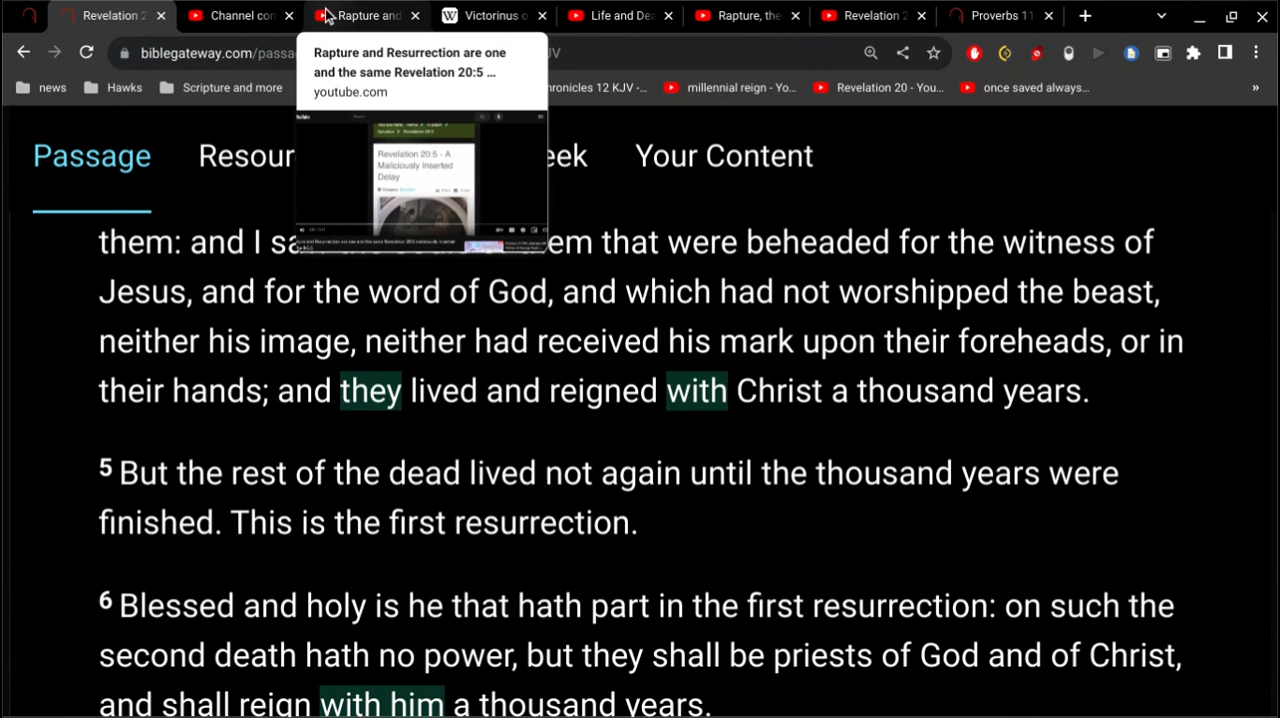 Revelation 2
Channel con
Rapture and
Victorinus o
Life and Dea
Rapture, the
Revelation 2
Proverbs 11
biblegateway.com/passa
JV
Rapture and Resurrection are one
and the same Revelation 20:5 ...
youtube.com
news
Hawks
Scripture and more
ronicles 12 KJV -...
millennial reign - Yo...
Revelation 20 - You...
once saved always...
»
Revelation 20:5 - A
Maliciously Inserted
Delay
Passage
Resour
eek
Your Content
them: and I sa
em that were beheaded for the witness of
Jesus, and for the word of God, and which had not worshipped the beast,
neither his image, neither had received his mark upon their foreheads, or in
their hands; and they lived and reigned with Christ a thousand years.
5 But the rest of the dead lived not again until the thousand years were
finished. This is the first resurrection.
6 Blessed and holy is he that hath part in the first resurrection: on such the
second death hath no power, but they shall be priests of God and of Christ,
and shall reign with him a thousand years.